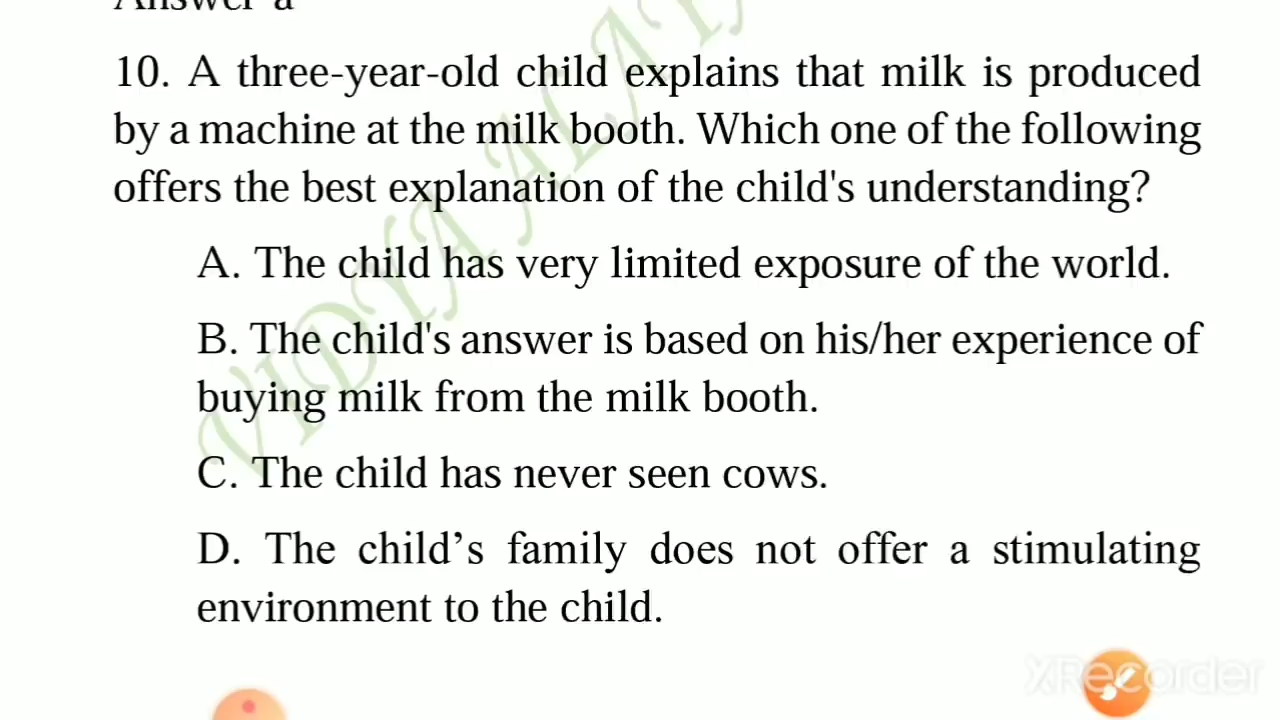 Answer a
10. A three-year-old child explains that milk is produced
by a machine at the milk booth. Which one of the following
offers the best explanation of the child's understanding?
A. The child has very limited exposure of the world.
B. The child's answer is based on his/her experience of
buying milk from the milk booth.
C. The child has never seen cows.
D. The child’s family does not offer a stimulating
environment to the child.
XRecorder